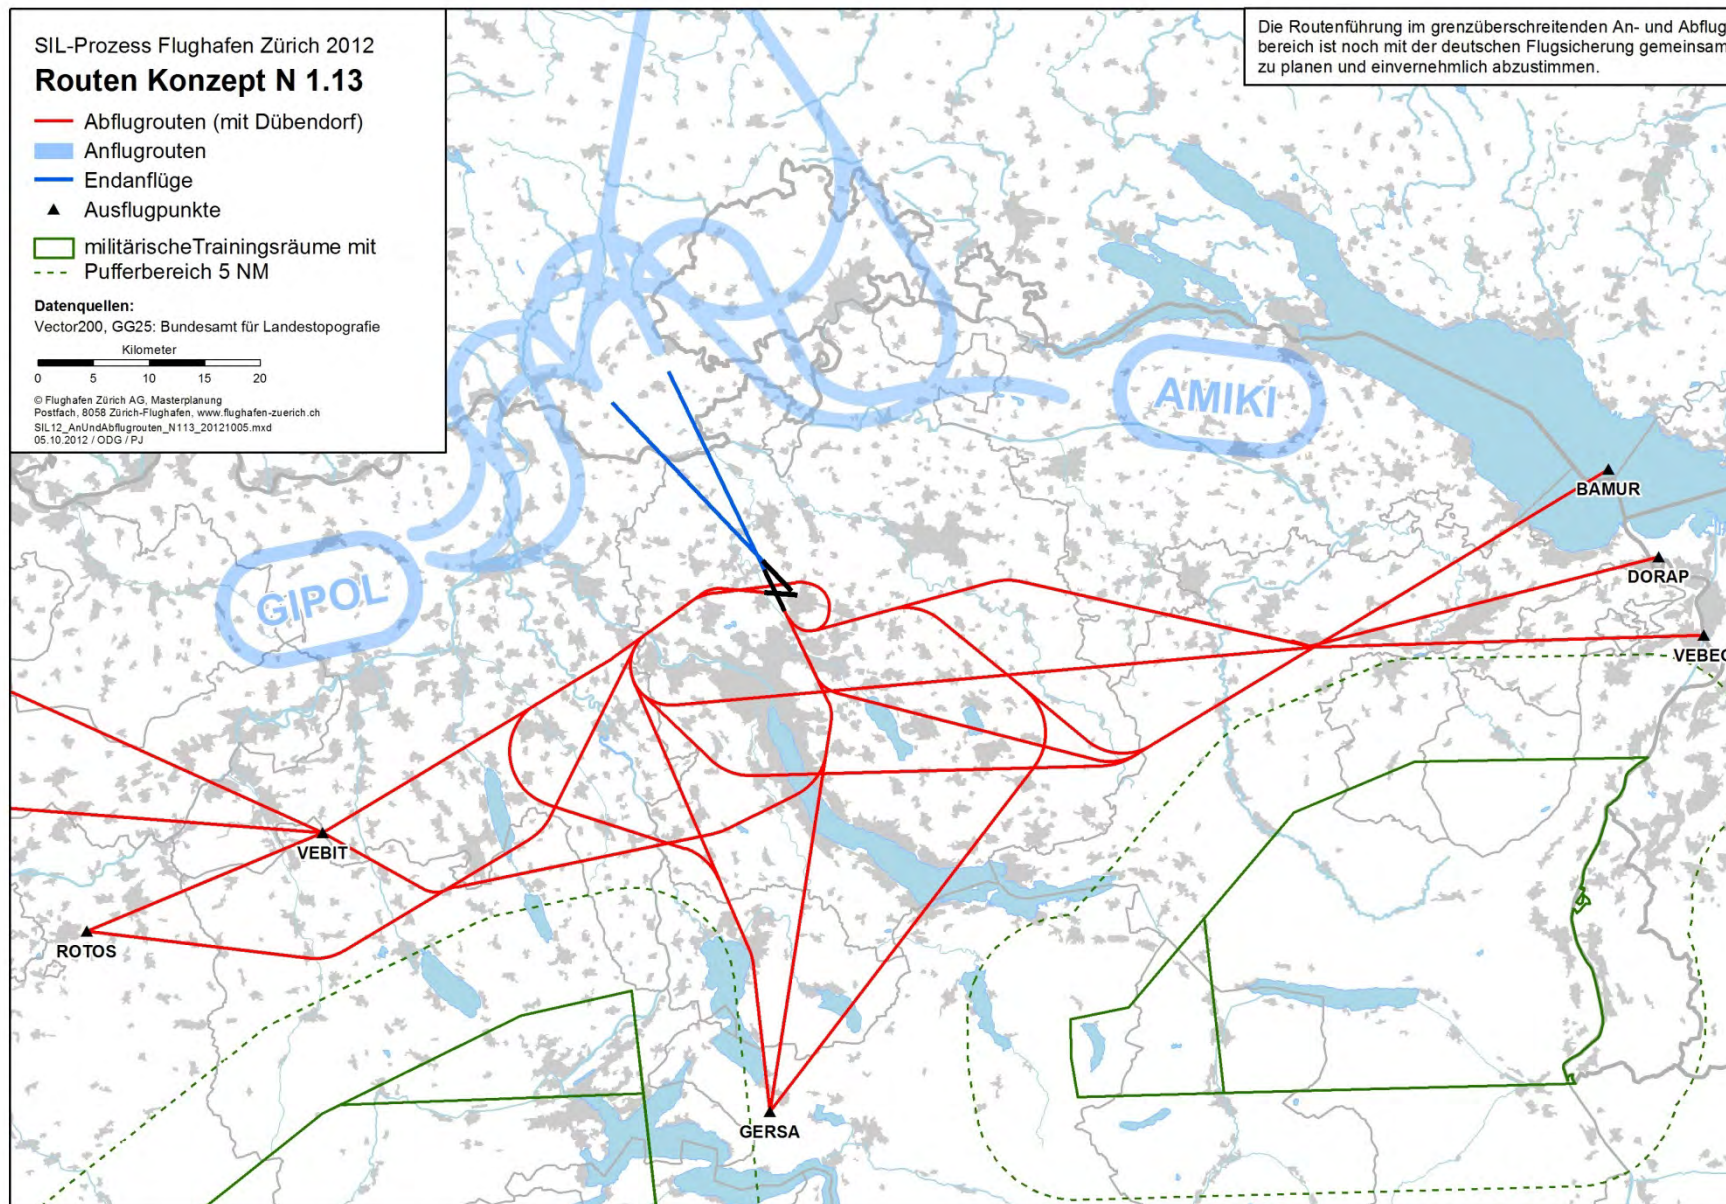 SIL-Prozess Flughafen Zürich 2012
Routen Konzept N 1.13
Abflugrouten (mit Dübendorf)
Anflugrouten
Endanflüge
Ausflugpunkte
militärischeTrainingsräume mit
Pufferbereich 5 NM
Datenquellen:
Vector200, GG25: Bundesamt für Landestopografie
Kilometer
0 5 10 15 20
© Flughafen Zürich AG, Masterplanung
Postfach, 8058 Zürich-Flughafen, www.flughafen-zuerich.ch
SIL12_AnUndAbflugrouten_N113_20121005.mxd
05.10.2012 / ODG / PJ
Die Routenführung im grenzüberschreitenden An- und Abflug
bereich ist noch mit der deutschen Flugsicherung gemeinsam
zu planen und einvernehmlich abzustimmen.
AMIKI
BAMUR
DORAP
GIPOL
VEBEG
VEBIT
ROTOS
GERSA